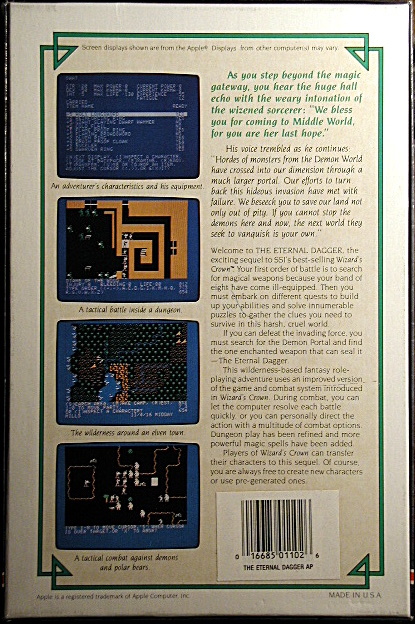 Screen displays shown are from the Apple® Displays from other computer(s) may vary.
READY
An adventurer's characteristics and his equipment.
A tactical battle inside a dungeon.
The wilderness around an elven town.
A tactical combat against demons
and polar bears.
As you step beyond the magic
gateway, you hear the huge hall
echo with the weary intonation of
the wizened sorcerer: "We bless
you for coming to Middle World,
for you are her last hope."
His voice trembled as he continues
"Hordes of monsters from the Demon World
have crossed into our dimension through a
much larger portal. Our efforts to turn
back this hideous invasion have met with
failure. We beseech you to save our land not
only out of pity. If you cannot stop the
demons here and now, the next world they
seek to vanquish is your own."
Welcome to THE ETERNAL DAGGER, the
exciting sequel to SSI's best-selling Wizard's
Crown™ Your first order of battle is to search
for magical weapons because your band of
eight have come ill-equipped. Then you
must embark on different quests to build
up your abilities and solve innumerable
puzzles to gather the clues you need to
survive in this harsh, cruel world.
If you can defeat the invading force, you
must search for the Demon Portal and find
the one enchanted weapon that can seal it
—The Eternal Dagger.
This wilderness-based fantasy role-
playing adventure uses an improved version
of the game and combat system introduced
in Wizard's Crown. During combat, you can
let the computer resolve each battle
quickly, or you can personally direct the
action with a multitude of combat options.
Dungeon play has been refined and more
powerful magic spells have been added.
Players of Wizard's Crown can transfer
their characters to this sequel. Of course,
you are always free to create new characters
or use pre-generated ones.
0 16685 01102 6
THE ETERNAL DAGGER AP
Apple is a registered trademark of Apple Computer, Inc.
MADE IN U.S.A.